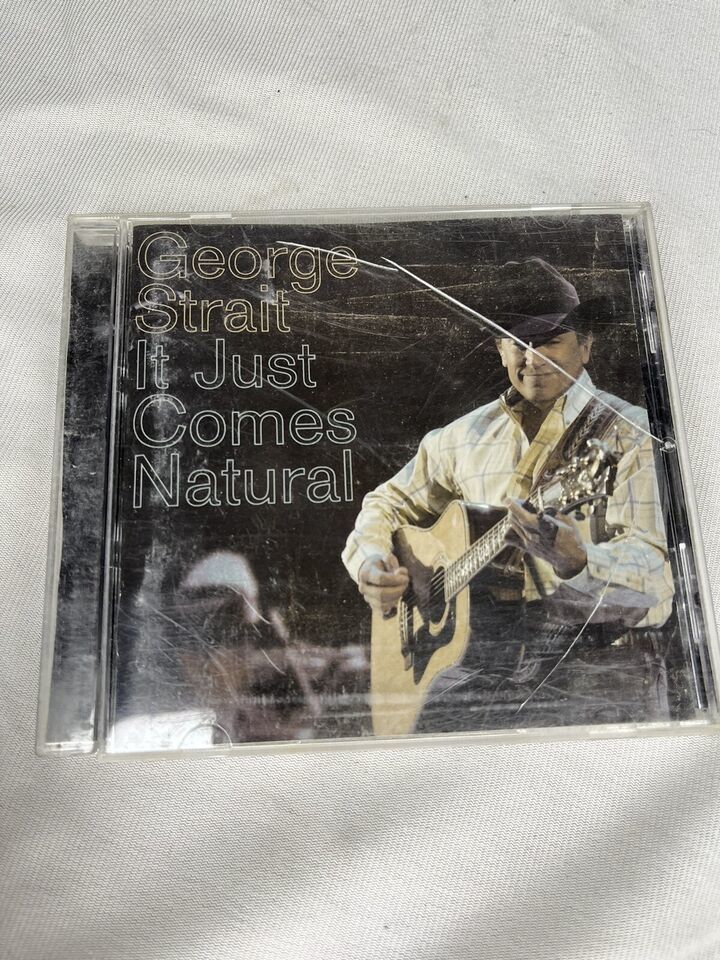 George
Strait
It Just
Comes
Natural